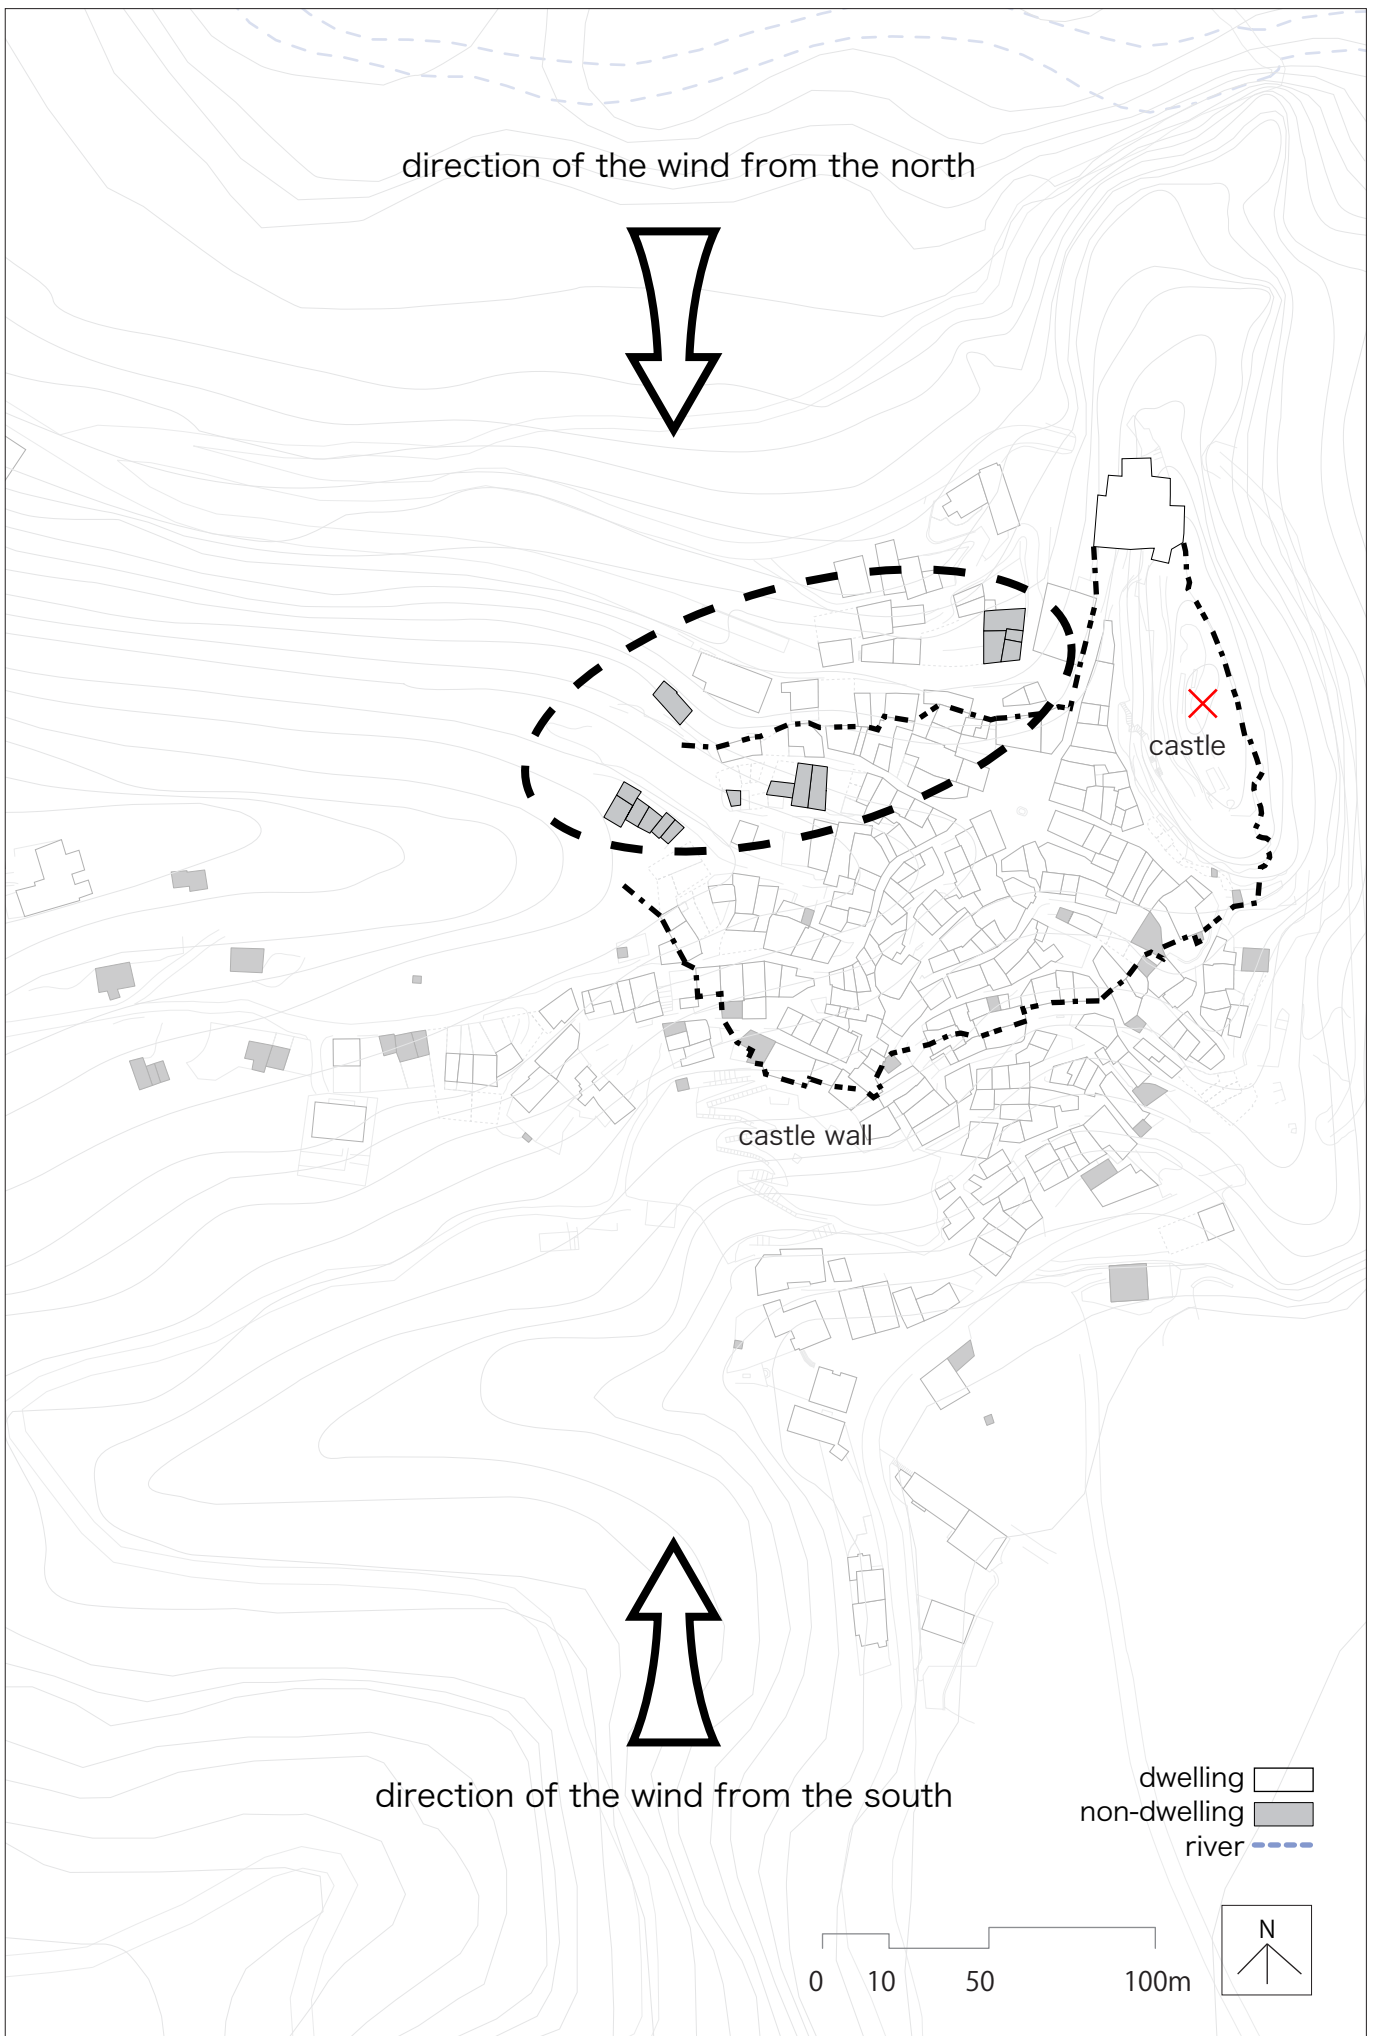 direction of the wind from the north
castle
castle wall
direction of the wind from the south
dwelling
non-dwelling
river
N
0 10 50 100m